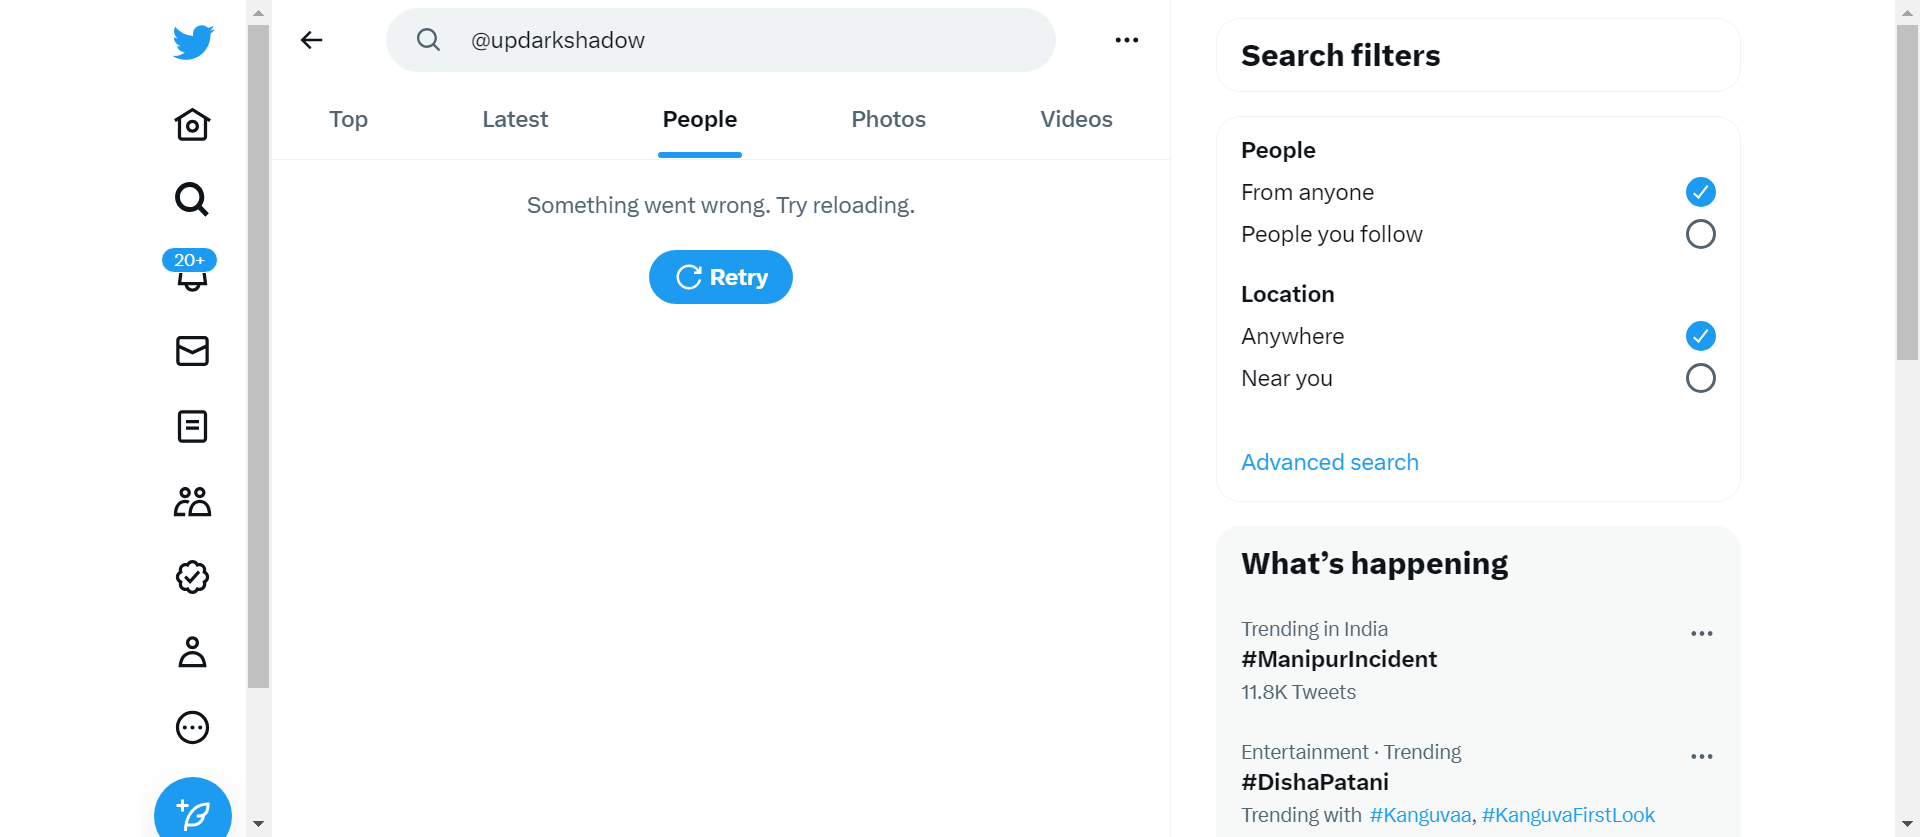 @updarkshadow
Top Latest People Photos Videos
Something went wrong. Try reloading.
Retry
20+
Search filters
People
From anyone
People you follow
Location
Anywhere
Near you
Advanced search
What’s happening
Trending in India
#ManipurIncident
11.8K Tweets
Entertainment · Trending
#DishaPatani
Trending with #Kanguvaa, #KanguvaFirstLook